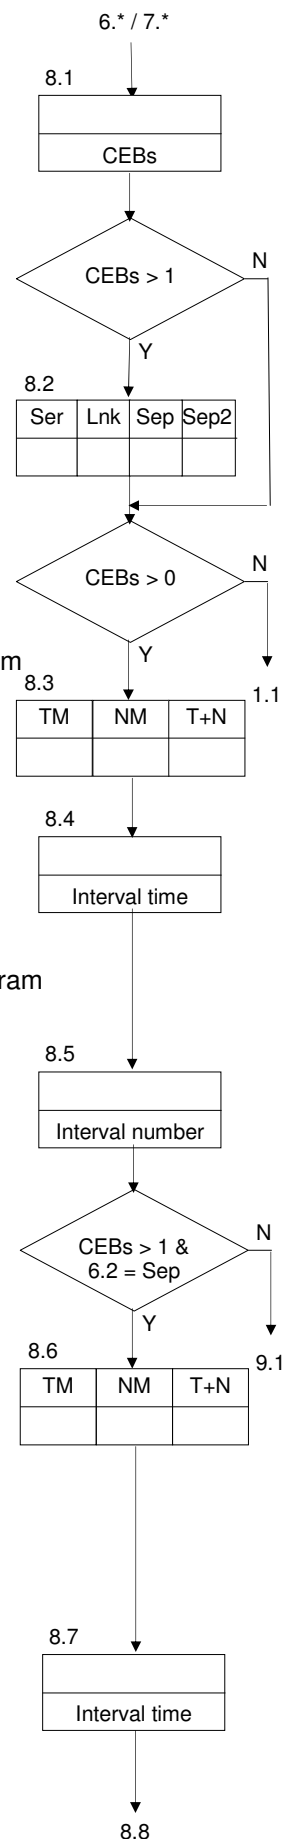 6.* / 7.*
8.1
CEBs
CEBs > 1
N
Y
8.2
Ser Lnk Sep Sep2
CEBs > 0
N
Y
m
8.3
1.1
TM NM T+N
8.4
Interval time
ram
8.5
Interval number
CEBs > 1 &
6.2 = Sep
N
Y
8.6
9.1
TM NM T+N
8.7
Interval time
8.8